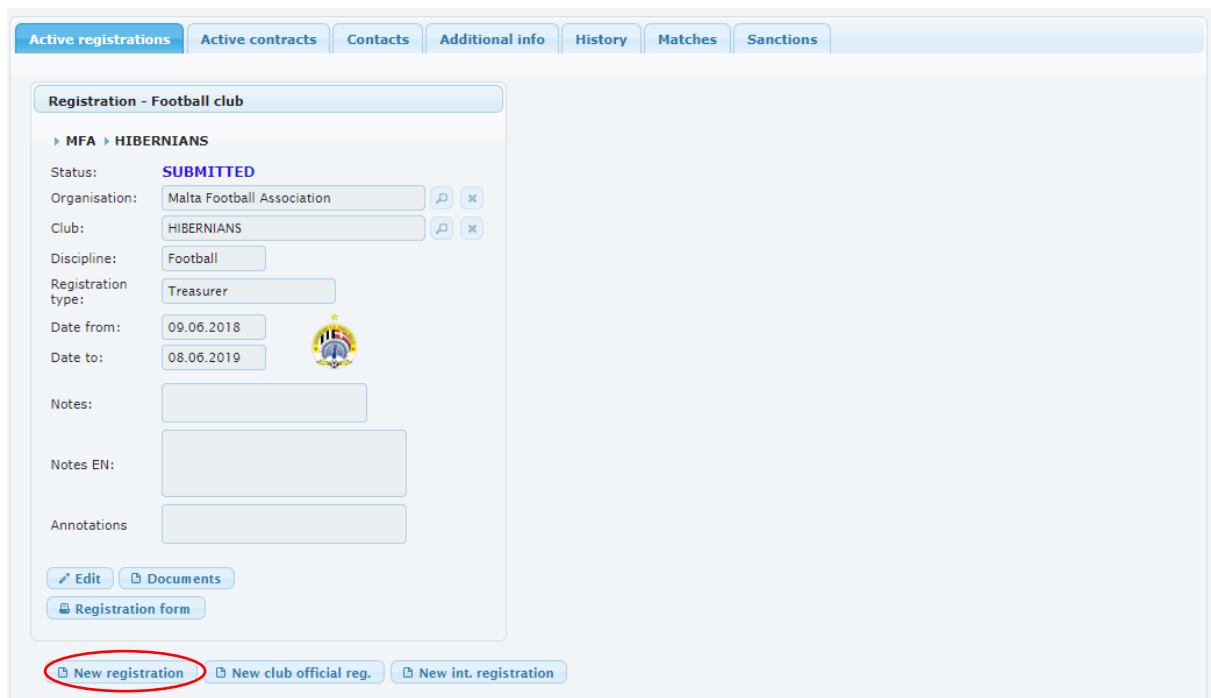 Active registrations Active contracts Contacts Additional info History Matches Sanctions
Registration - Football club
MFA HIBERNIANS
Status: SUBMITTED
Organisation: Malta Football Association
Club: HIBERNIANS
Discipline: Football
Registration
type: Treasurer
Date from: 09.06.2018
Date to: 08.06.2019
Notes:
Notes EN:
Annotations
Edit Documents
Registration form
New registration New club official reg. New int. registration